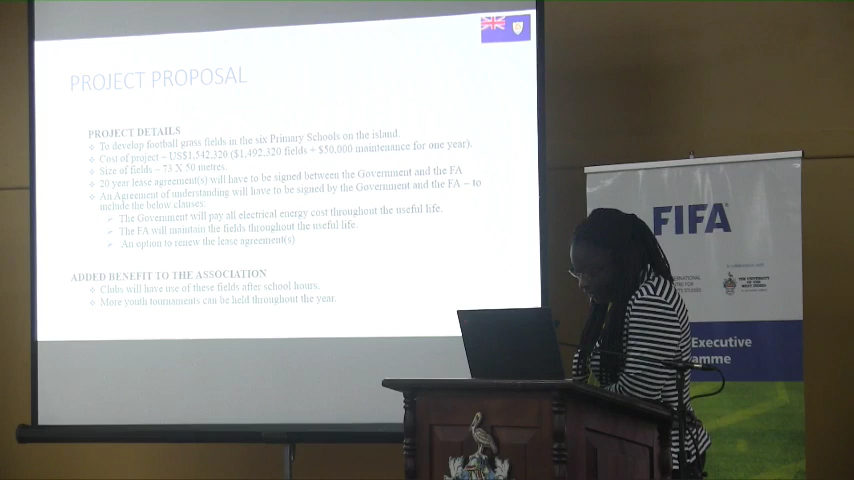 PROJECT PROPOSAL
PROJECT DETAILS
To develop football grass fields in the six Primary Schools on the island.
Cost of project – US$1,542,320 ($1,492,320 fields + $50,000 maintenance for one year).
Size of fields – 73 X 50 metres.
20 year lease agreement(s) will have to be signed between the Government and the FA
An Agreement of understanding will have to be signed by the Government and the FA – to
include the below clauses:
The Government will pay all electrical energy cost throughout the useful life.
The FA will maintain the fields throughout the useful life.
An option to renew the lease agreement(s)
ADDED BENEFIT TO THE ASSOCIATION
Clubs will have use of these fields after school hours.
More youth tournaments can be held throughout the year.
FIFA
Executive